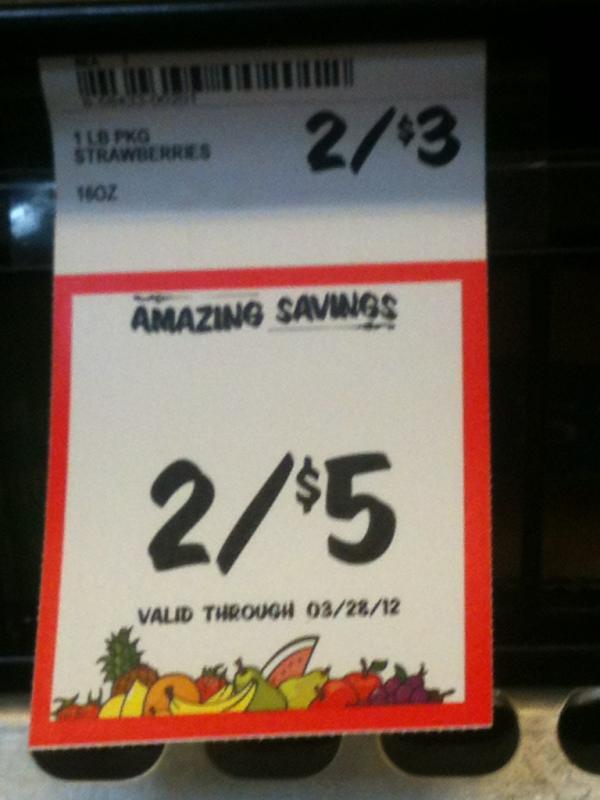 1 LB PKG
STRAWBERRIES
2/$3
16OZ
AMAZING SAVINGS
2/$5
VALID THROUGH 03/28/12